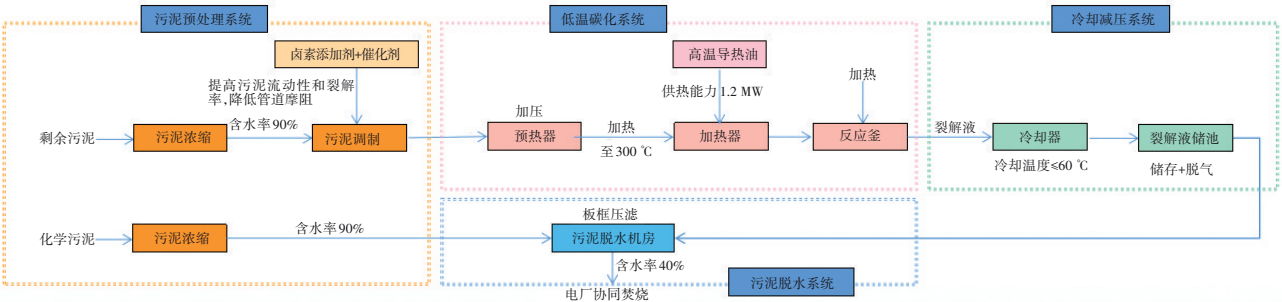 污泥预处理系统
卤素添加剂+催化剂
提高污泥流动性和裂解
率,降低管道摩阻
剩余污泥
污泥浓缩
含水率90%
污泥调制
化学污泥
污泥浓缩
含水率90%
低温碳化系统
高温导热油
供热能力1.2 MW
加热
加压
预热器
加热
至300 ℃
加热器
反应釜
裂解液
冷却减压系统
冷却器
冷却温度≤60 ℃
裂解液储池
储存+脱气
板框压滤
污泥脱水机房
含水率40%
污泥脱水系统
电厂协同焚烧